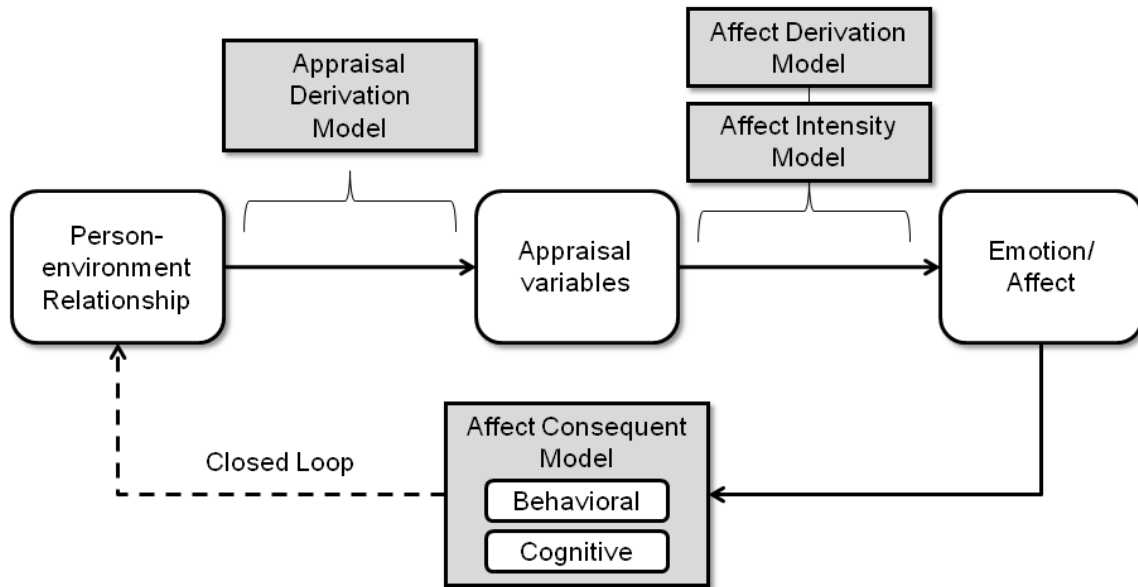 Appraisal
Derivation
Model
Affect Derivation
Model
Affect Intensity
Model
Person-
environment
Relationship
Appraisal
variables
Emotion/
Affect
Closed Loop
Affect Consequent
Model
Behavioral
Cognitive